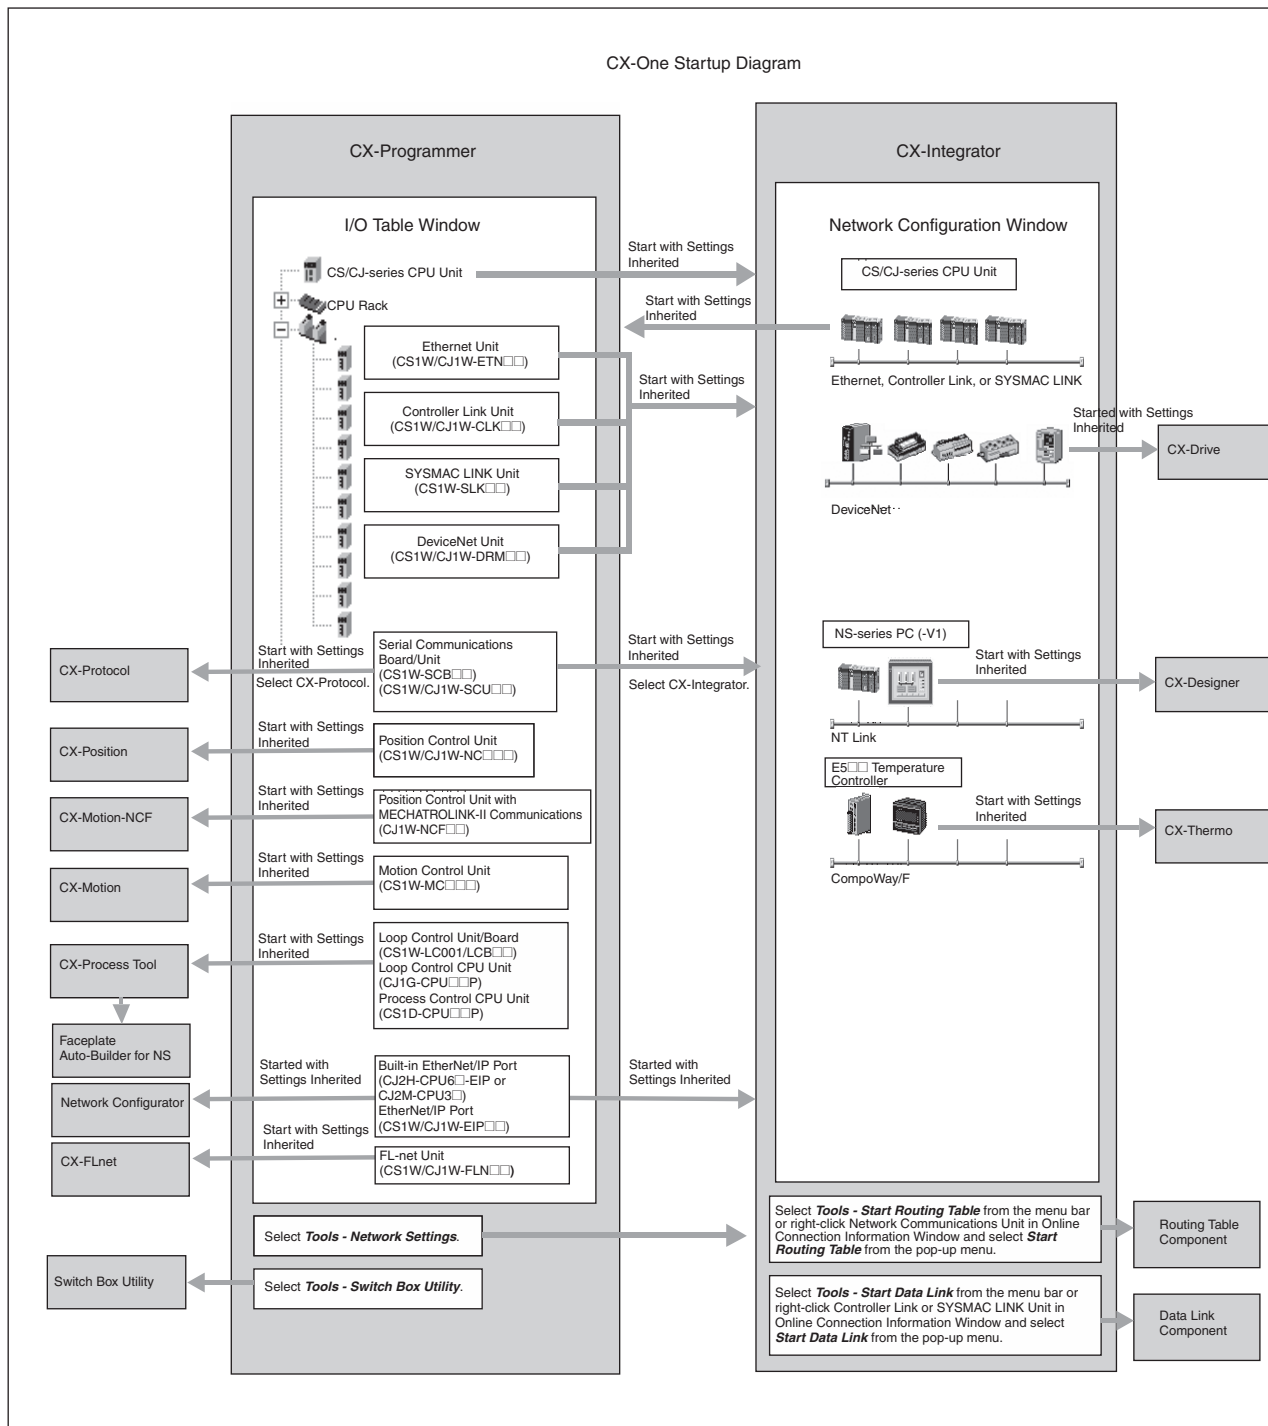 CX-One Startup Diagram
CX-Programmer
I/O Table Window
CS/CJ-series CPU Unit
CPU Rack
Ethernet Unit
(CS1W/CJ1W-ETN□□)
Controller Link Unit
(CS1W/CJ1W-CLK□□)
SYSMAC LINK Unit
(CS1W-SLK□□)
DeviceNet Unit
(CS1W/CJ1W-DRM□□)
Start with Settings
Inherited
Start with Settings
Inherited
Start with Settings
Inherited
CX-Integrator
Network Configuration Window
CS/CJ-series CPU Unit
Ethernet, Controller Link, or SYSMAC LINK
Started with Settings
Inherited
CX-Drive
DeviceNet
CX-Protocol
Start with Settings
Inherited
Select CX-Protocol.
Serial Communications
Board/Unit
(CS1W-SCB□□)
(CS1W/CJ1W-SCU□□)
Start with Settings
Inherited
Select CX-Integrator.
NS-series PC (-V1)
Start with Settings
Inherited
CX-Designer
NT Link
CX-Position
Start with Settings
Inherited
Position Control Unit
(CS1W/CJ1W-NC□□□)
E5□□ Temperature
Controller
Start with Settings
Inherited
CX-Thermo
CompoWay/F
CX-Motion-NCF
Start with Settings
Inherited
Position Control Unit with
MECHATROLINK-II Communications
(CJ1W-NCF□□)
CX-Motion
Start with Settings
Inherited
Motion Control Unit
(CS1W-MC□□□)
CX-Process Tool
Start with Settings
Inherited
Loop Control Unit/Board
(CS1W-LC001/LCB□□)
Loop Control CPU Unit
(CJ1G-CPU□□P)
Process Control CPU Unit
(CS1D-CPU□□P)
Faceplate
Auto-Builder for NS
Network Configurator
Started with
Settings Inherited
Built-in EtherNet/IP Port
(CJ2H-CPU6□-EIP or
CJ2M-CPU3□)
EtherNet/IP Port
(CS1W/CJ1W-EIP□□)
Started with
Settings Inherited
CX-FLnet
Start with Settings
Inherited
FL-net Unit
(CS1W/CJ1W-FLN□□)
Select Tools - Network Settings.
Select Tools - Start Routing Table from the menu bar
or right-click Network Communications Unit in Online
Connection Information Window and select Start
Routing Table from the pop-up menu.
Routing Table
Component
Switch Box Utility
Select Tools - Switch Box Utility.
Select Tools - Start Data Link from the menu bar or
right-click Controller Link or SYSMAC LINK Unit in
Online Connection Information Window and select
Start Data Link from the pop-up menu.
Data Link
Component